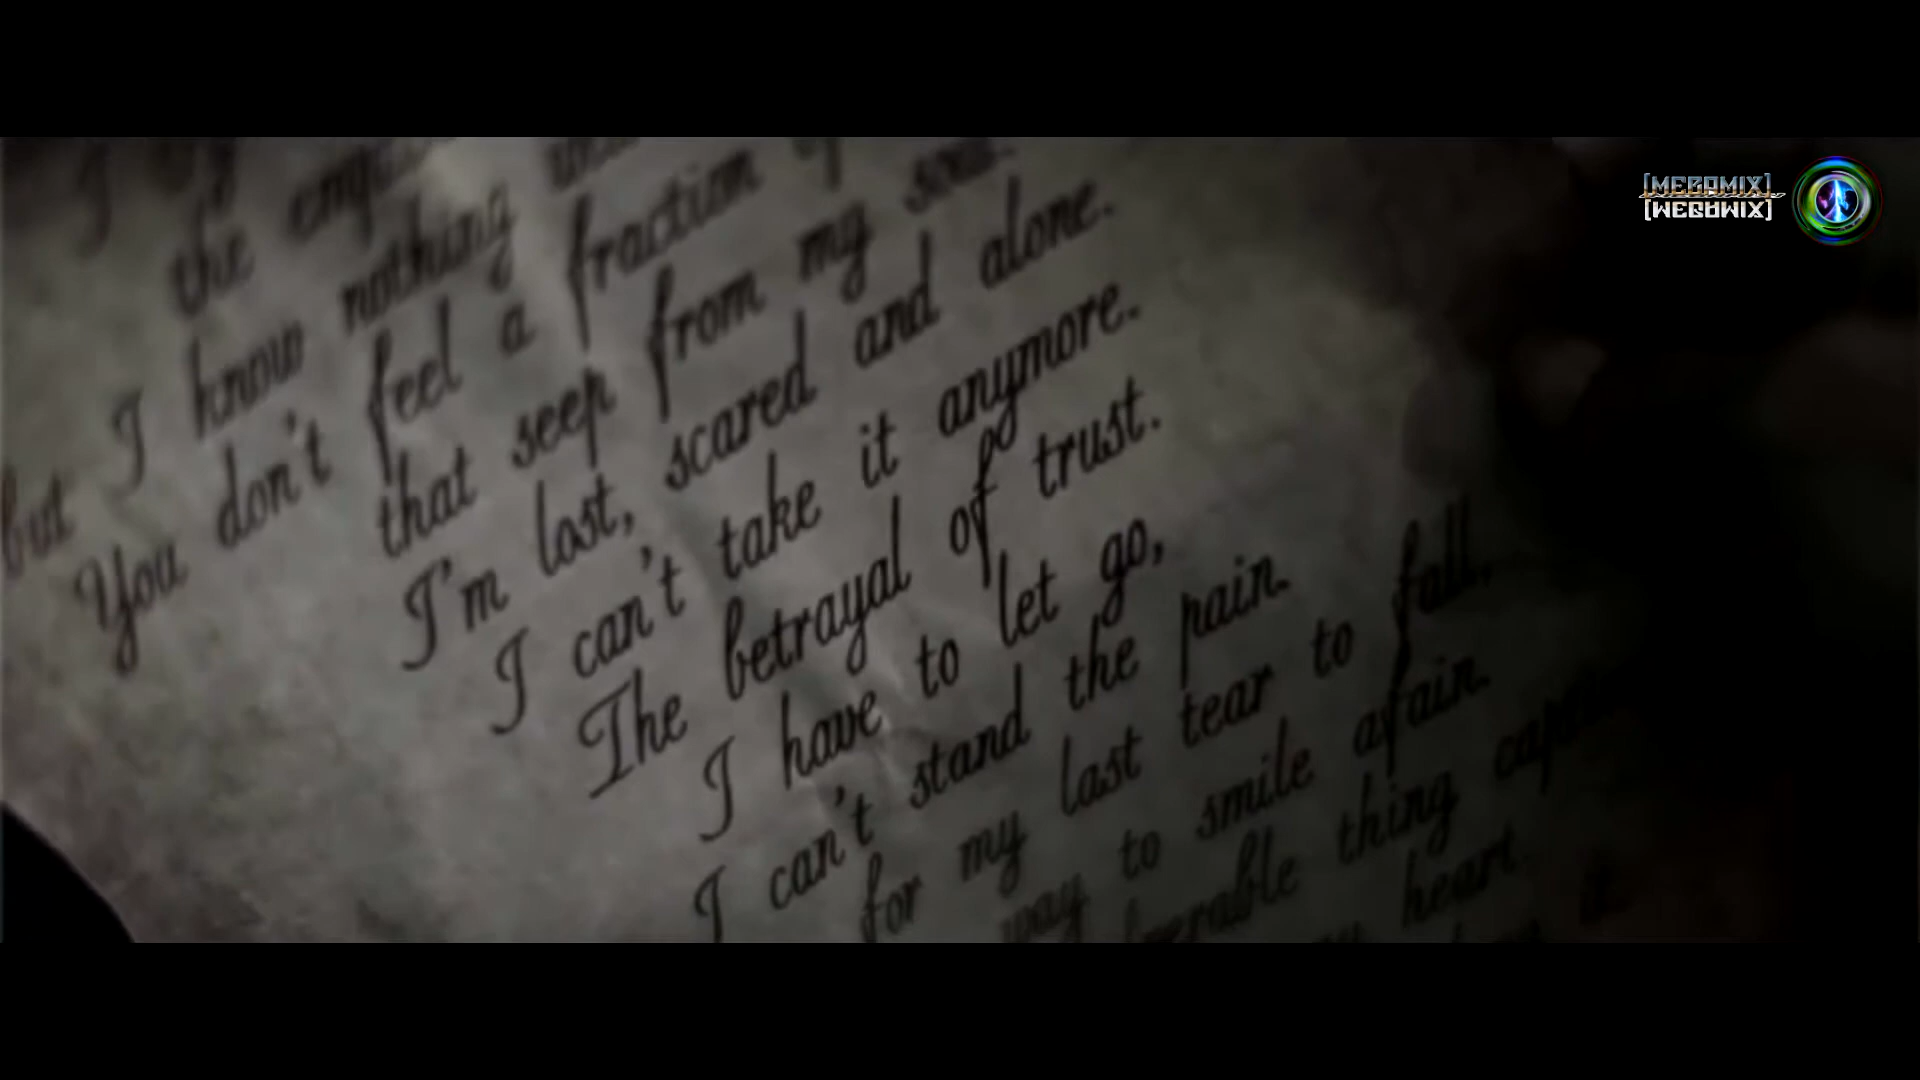 [MEGOMIX]
the
but I know nothing
You don't feel a fraction
that seep from my
I'm lost, scared and alone.
I can't take it anymore.
The betrayal of trust.
I have to let go,
I can't stand the pain.
for my last tear to fall,
way to smile again.
thing
heart.